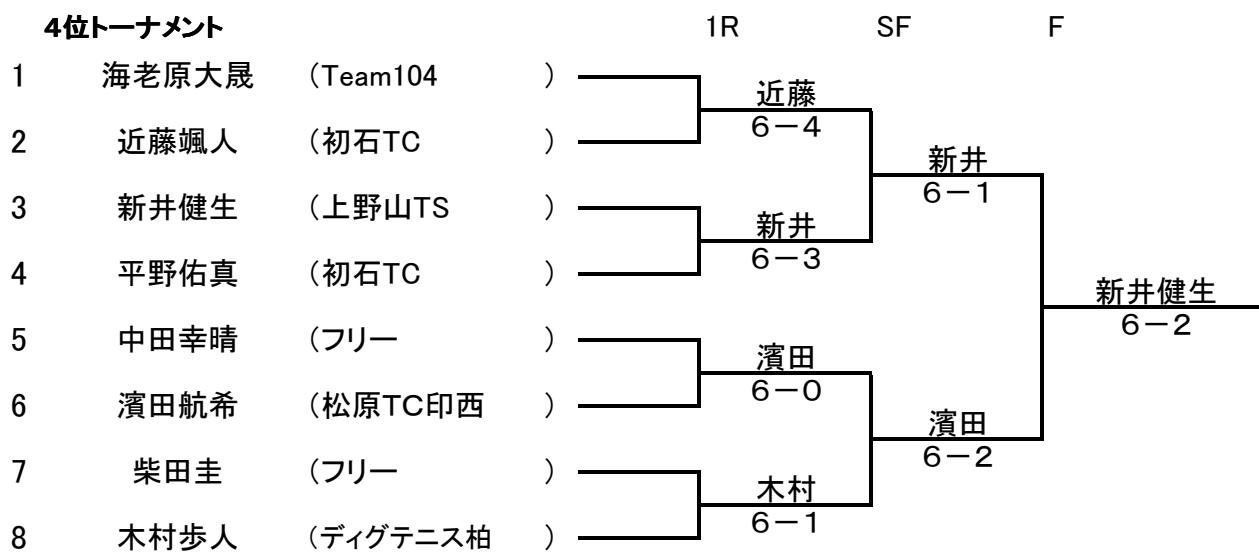 4位トーナメント 1R SF F
1 海老原大晟 (Team104 )
近藤
6-4
2 近藤颯人 (初石TC )
新井
6-1
3 新井健生 (上野山TS )
新井
6-3
4 平野佑真 (初石TC )
新井健生
6-2
5 中田幸晴 (フリー )
濱田
6-0
6 濱田航希 (松原TC印西 )
濱田
6-2
7 柴田圭 (フリー )
木村
6-1
8 木村歩人 (ディグテニス柏 )